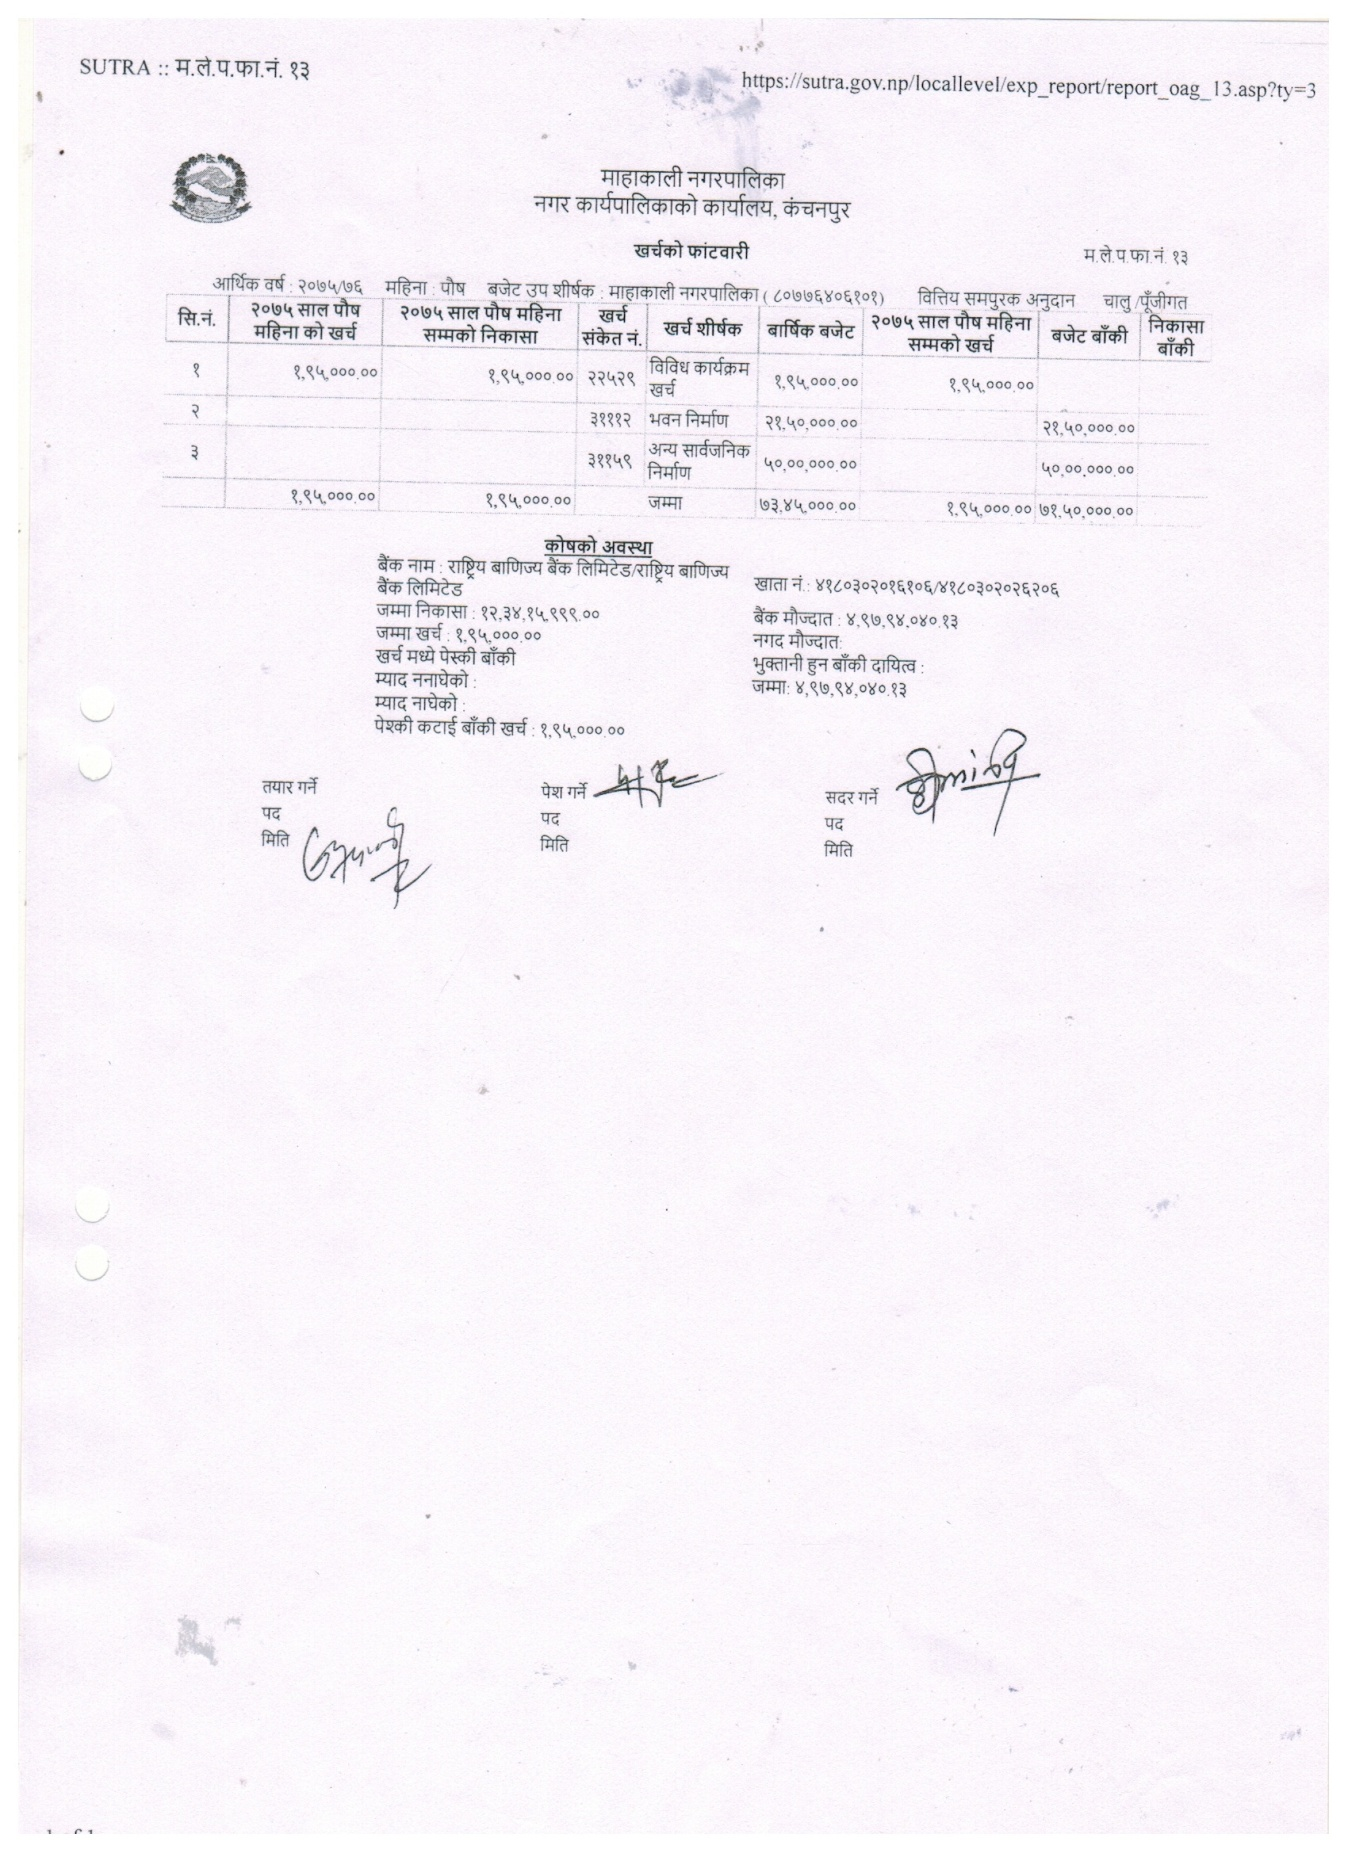 SUTRA :: म.ले.प.फा.नं. १३
https://sutra.gov.np/locallevel/exp_report/report_oag_13.asp?ty=3
माहाकाली नगरपालिका
नगर कार्यपालिकाको कार्यालय, कंचनपुर
खर्चको फांटवारी
म.ले.प.फा.नं. १३
आर्थिक वर्ष : २०७५/७६ महिना : पौष बजेट उप शीर्षक : माहाकाली नगरपालिका ( ८०७७६४०६१०१) वित्तिय समपुरक अनुदान चालु /पूँजीगत
सि.नं. २०७५ साल पौष महिना को खर्च २०७५ साल पौष महिना सम्मको निकासा खर्च संकेत नं. खर्च शीर्षक बार्षिक बजेट २०७५ साल पौष महिना सम्मको खर्च बजेट बाँकी निकासा बाँकी
१ १,९५,०००.०० १,९५,०००.०० २२५२९ विविध कार्यक्रम खर्च १,९५,०००.०० १,९५,०००.००
२ ३१११२ भवन निर्माण २१,५०,०००.०० २१,५०,०००.००
३ ३११५९ अन्य सार्वजनिक निर्माण ५०,००,०००.०० ५०,००,०००.००
१,९५,०००.०० १,९५,०००.०० जम्मा ७३,४५,०००.०० १,९५,०००.०० ७१,५०,०००.००
कोषको अवस्था
बैंक नाम : राष्ट्रिय बाणिज्य बैंक लिमिटेड/राष्ट्रिय बाणिज्य
बैंक लिमिटेड
खाता नं.: ४१८०३०२०१६१०६/४१८०३०२०२६२०६
जम्मा निकासा : १२,३४,१५,९९९.००
बैंक मौज्दात : ४,९७,९४,०४०.१३
जम्मा खर्च : १,९५,०००.००
नगद मौज्दात:
खर्च मध्ये पेस्की बाँकी
भुक्तानी हुन बाँकी दायित्व :
म्याद ननाघेको :
जम्मा: ४,९७,९४,०४०.१३
म्याद नाघेको :
पेश्की कटाई बाँकी खर्च : १,९५,०००.००
तयार गर्ने
पद
मिति
पेश गर्ने
पद
मिति
सदर गर्ने
पद
मिति